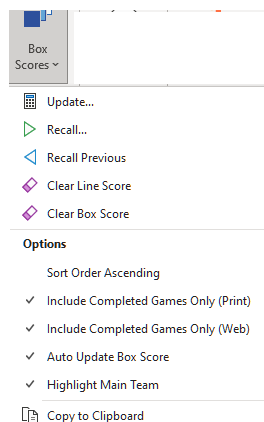 Box
Scores
Update...
Recall...
Recall Previous
Clear Line Score
Clear Box Score
Options
Sort Order Ascending
Include Completed Games Only (Print)
Include Completed Games Only (Web)
Auto Update Box Score
Highlight Main Team
Copy to Clipboard